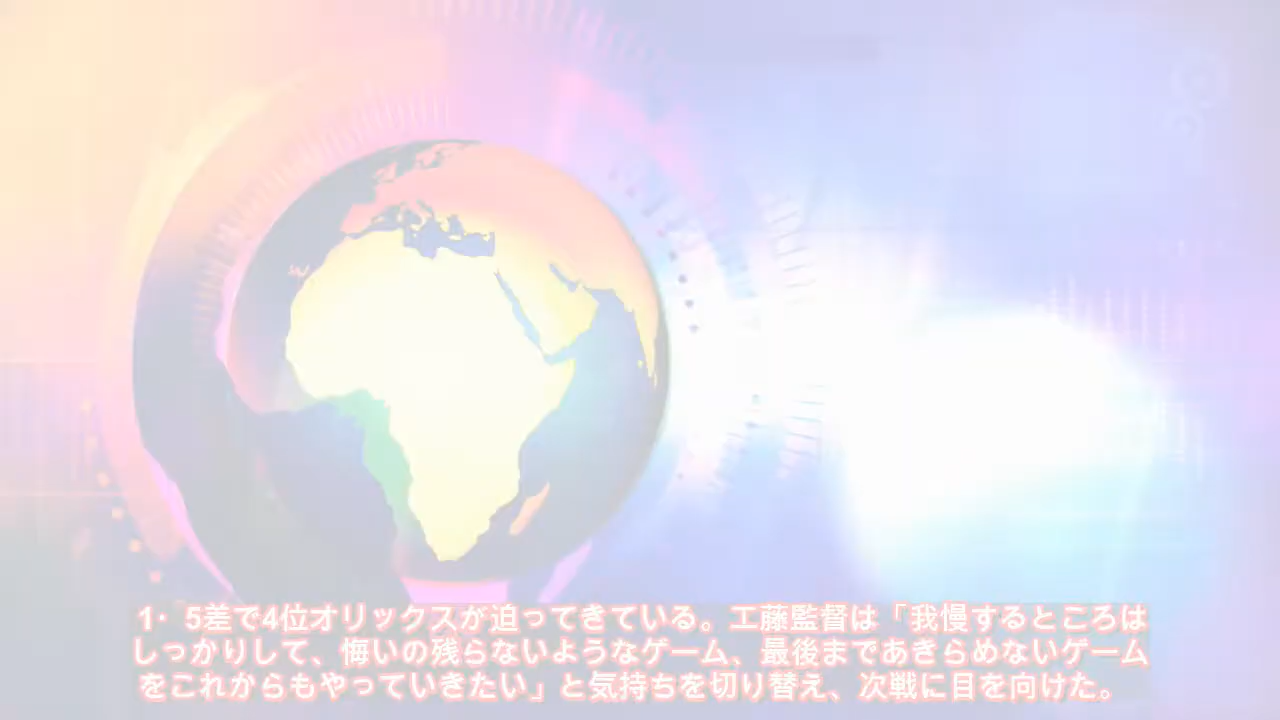 1・5差で4位オリックスが迫ってきている。工藤監督は「我慢するところは
しっかりして、悔いの残らないようなゲーム、最後まであきらめないゲーム
をこれからもやっていきたい」と気持ちを切り替え、次戦に目を向けた。